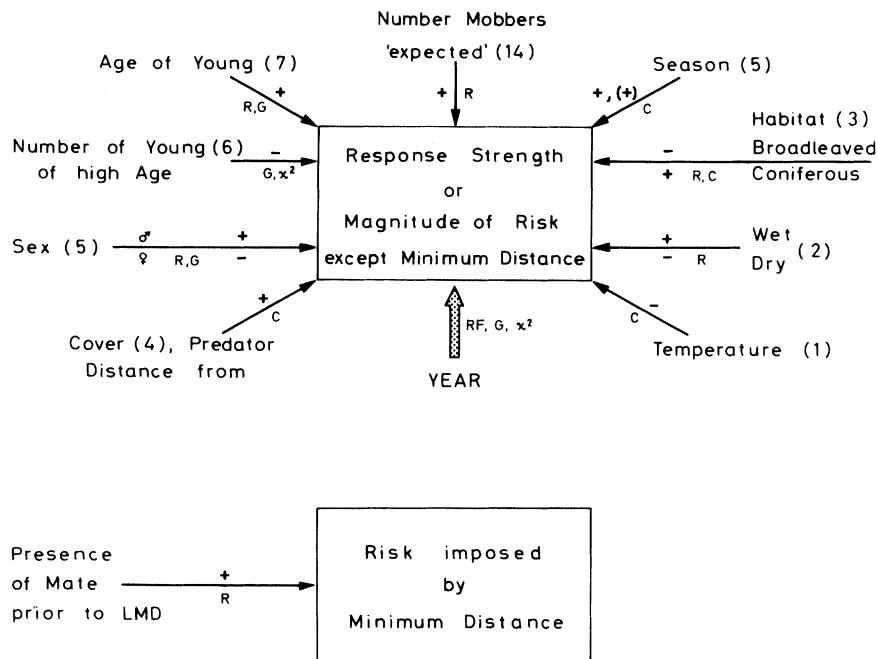 Number Mobbers
'expected' (14)
+ R
Age of Young (7)
+
R,G
Season (5)
+,(+)
C
Number of Young (6)
of high Age
−
G,x²
Habitat (3)
Broadleaved
Coniferous
−
+ R,C
Response Strength
or
Magnitude of Risk
except Minimum Distance
Sex (5)
♂ +
♀ R,G −
Wet
Dry (2)
+
− R
Cover (4), Predator
Distance from
+
C
RF, G, x²
YEAR
Temperature (1)
−
C
Presence
of Mate
prior to LMD
+
R
Risk imposed
by
Minimum Distance